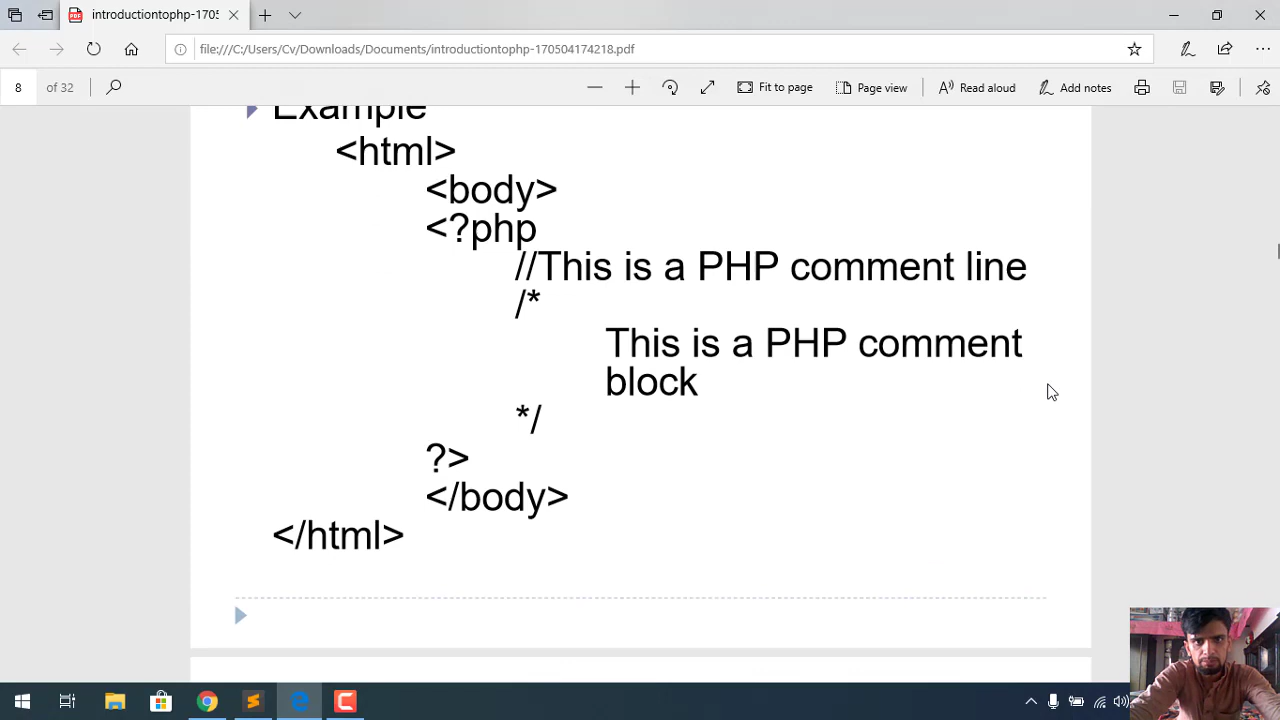 introductiontophp-1705
file:///C:/Users/Cv/Downloads/Documents/introductiontophp-170504174218.pdf
8 of 32 Fit to page Page view Read aloud Add notes
Example
<html>
<body>
<?php
//This is a PHP comment line
/*
This is a PHP comment
block
*/
?>
</body>
</html>